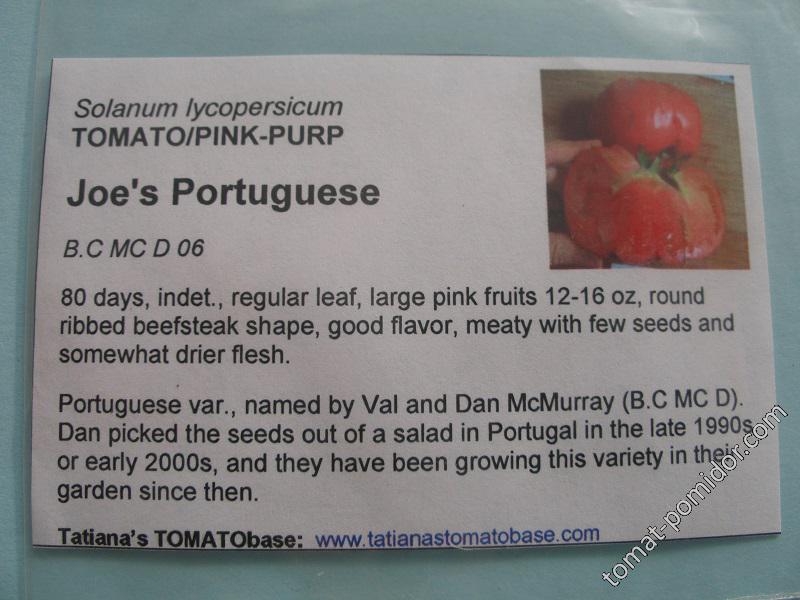 Solanum lycopersicum
TOMATO/PINK-PURP
Joe's Portuguese
B.C MC D 06
80 days, indet., regular leaf, large pink fruits 12-16 oz, round
ribbed beefsteak shape, good flavor, meaty with few seeds and
somewhat drier flesh.
Portuguese var., named by Val and Dan McMurray (B.C MC D).
Dan picked the seeds out of a salad in Portugal in the late 1990s
or early 2000s, and they have been growing this variety in their
garden since then.
Tatiana's TOMATObase: www.tatianastomatobase.com
tomat-pomidor.com